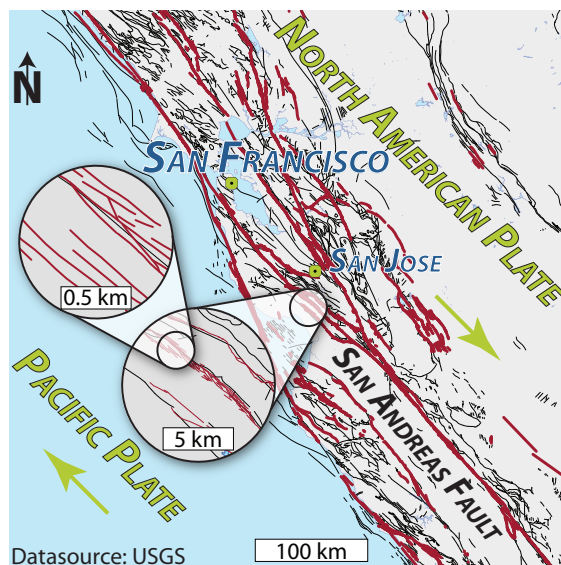 N
NORTH AMERICAN PLATE
SAN FRANCISCO
SAN JOSE
0.5 km
5 km
SAN ANDREAS FAULT
PACIFIC PLATE
Datasource: USGS
100 km